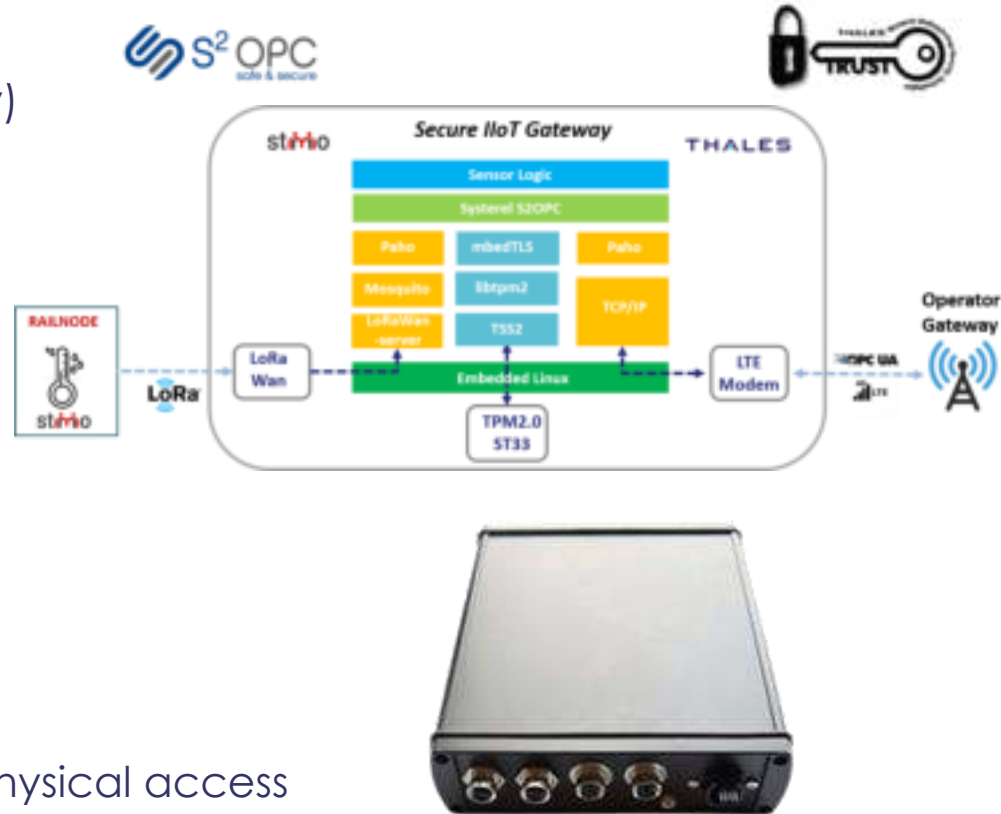 S² OPC
safe & secure
THALES
TRUST
y)
stimio
Secure IIoT Gateway
THALES
Sensor Logic
Systerel S2OPC
Paho
mbedTLS
Paho
Mosquito
libtpm2
TCP/IP
LoRaWan
-server
TSS2
Embedded Linux
RAILNODE
stimio
LoRa
LoRa
Wan
TPM2.0
ST33
LTE
Modem
OPC UA
LTE
Operator
Gateway
hysical access